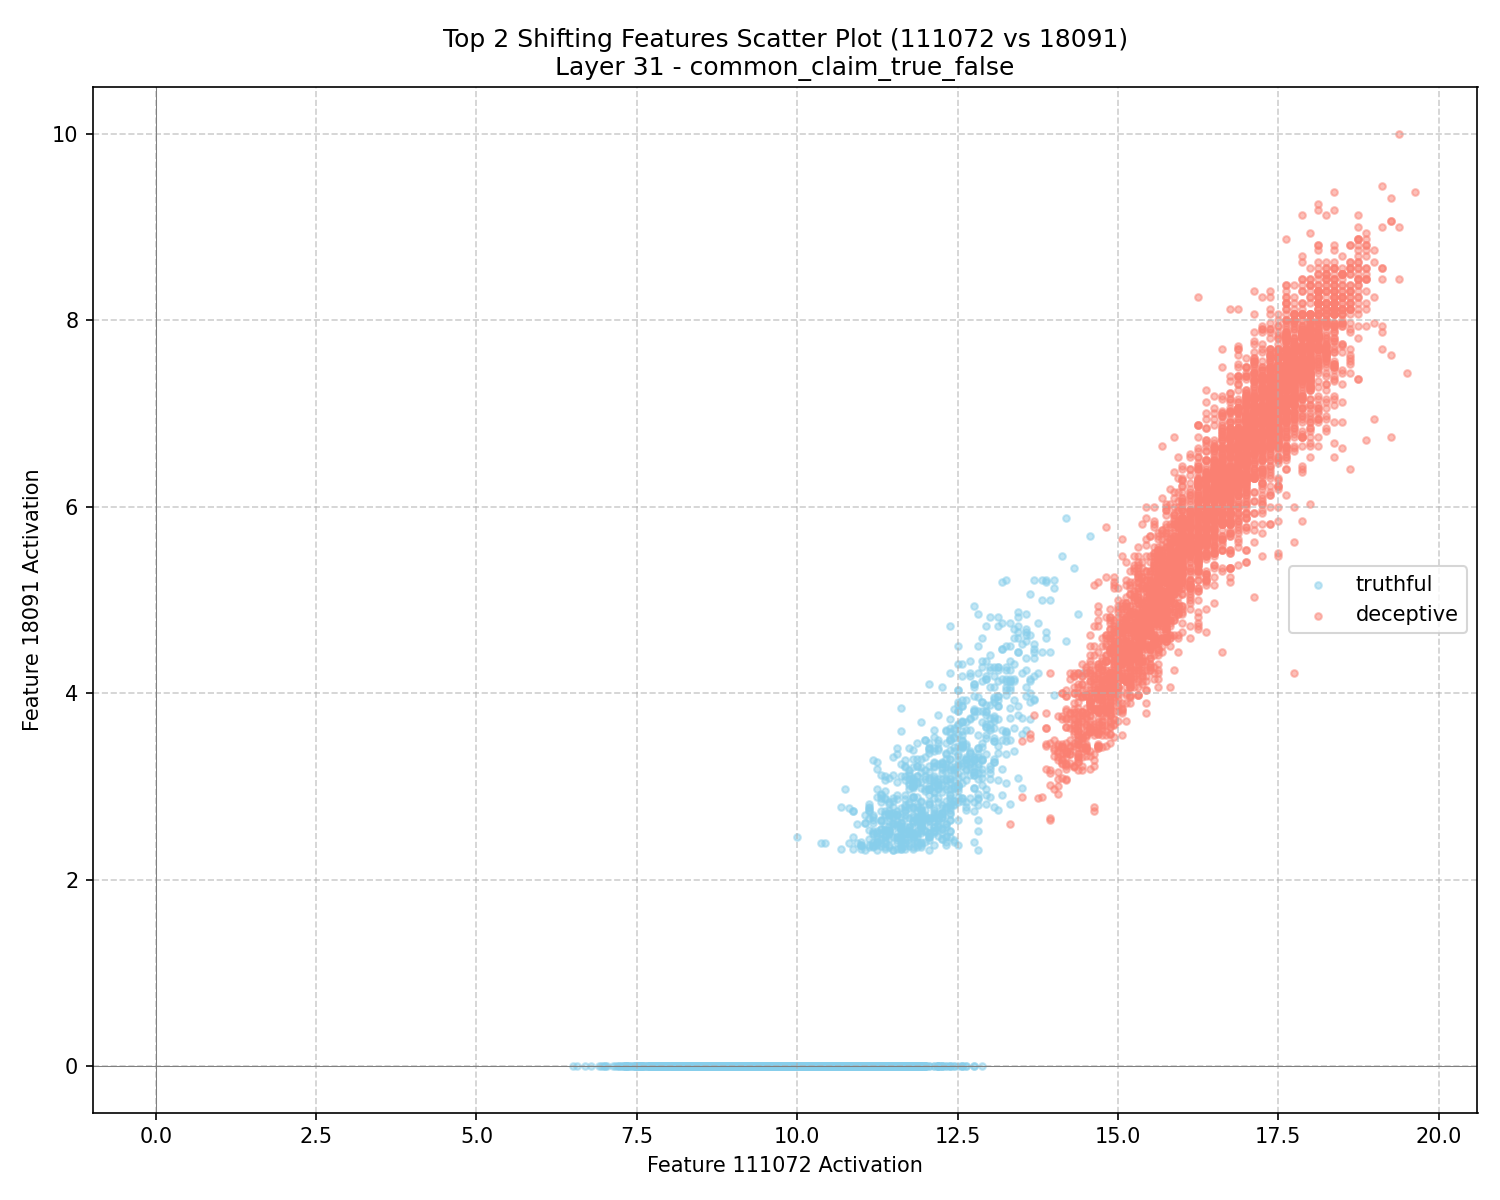 Top 2 Shifting Features Scatter Plot (111072 vs 18091)
Layer 31 - common_claim_true_false
10
8
6
4
2
0
Feature 18091 Activation
truthful
deceptive
0.0 2.5 5.0 7.5 10.0 12.5 15.0 17.5 20.0
Feature 111072 Activation